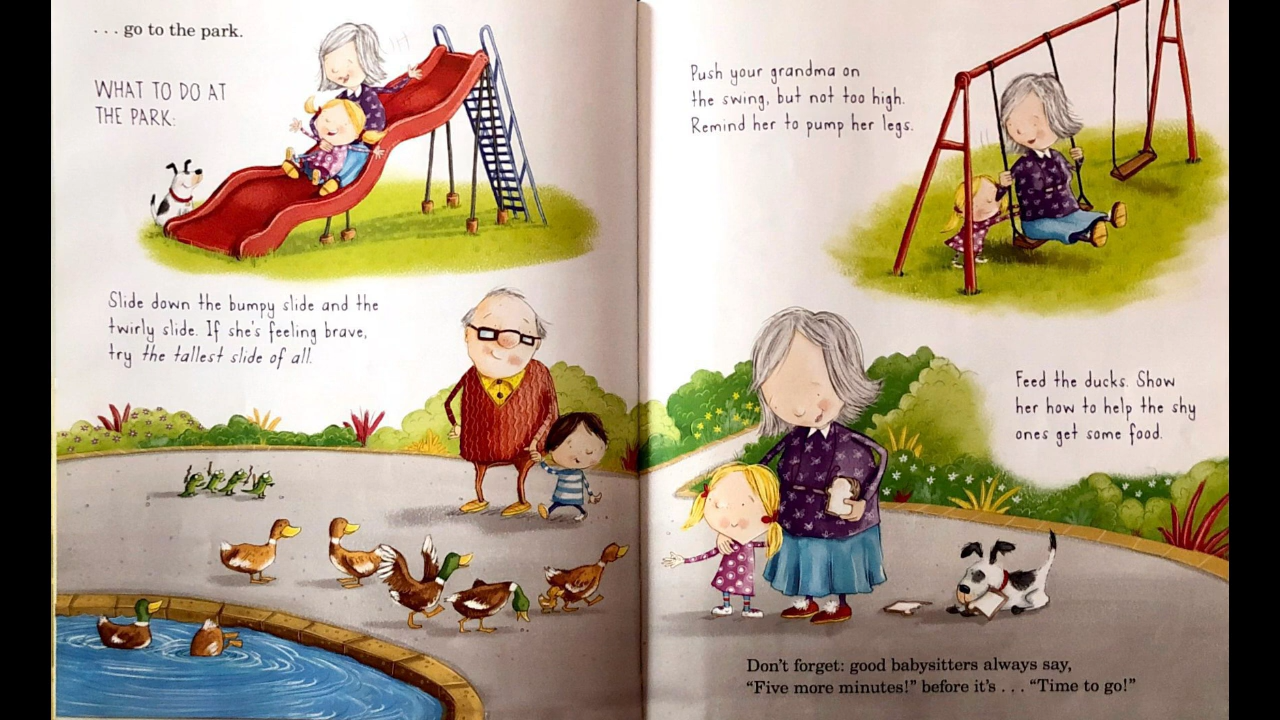 . . . go to the park.
WHAT TO DO AT
THE PARK:
Slide down the bumpy slide and the
twirly slide. If she's feeling brave,
try the tallest slide of all.
Push your grandma on
the swing, but not too high.
Remind her to pump her legs.
Feed the ducks. Show
her how to help the shy
ones get some food.
Don't forget: good babysitters always say,
"Five more minutes!" before it's . . . "Time to go!"